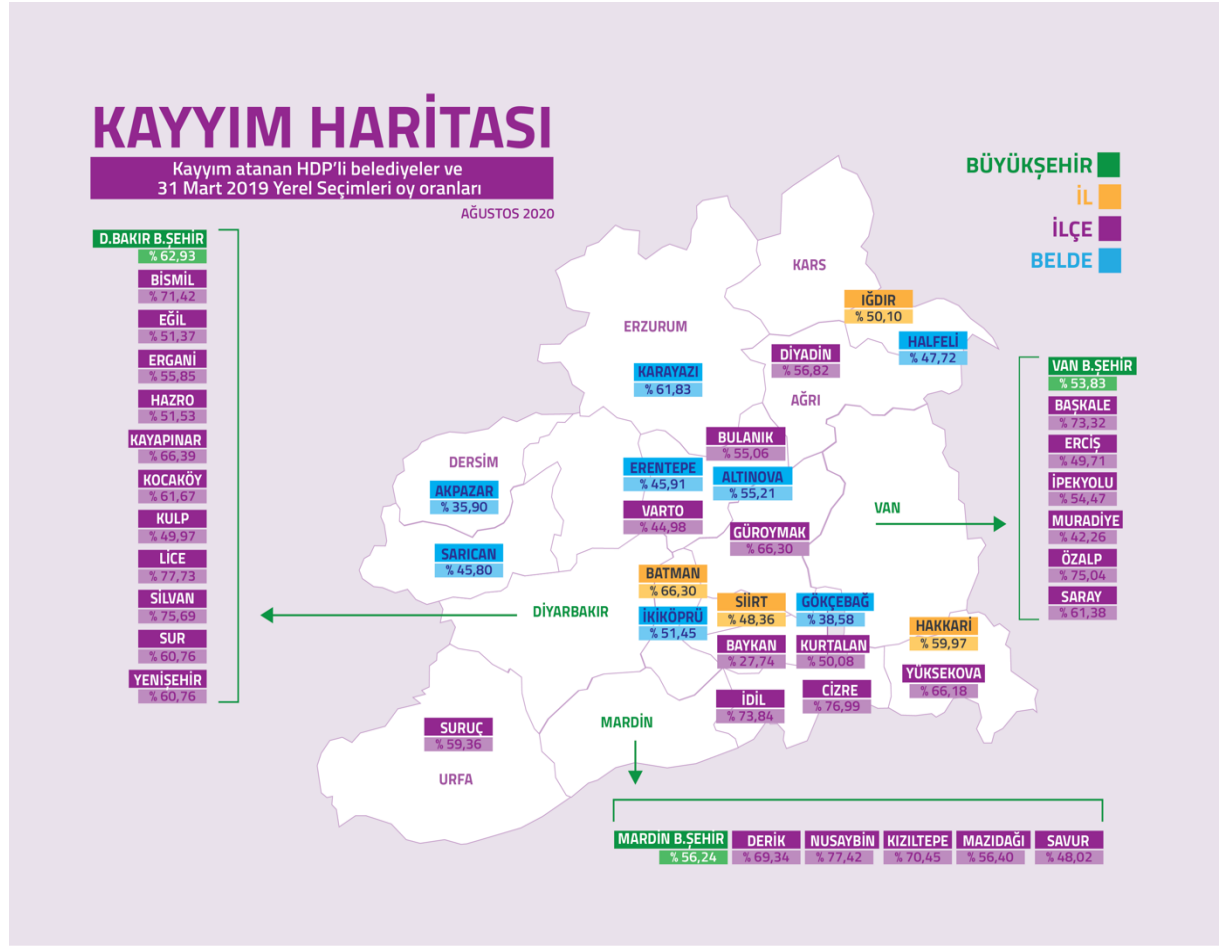 KAYYIM HARİTASI
Kayyım atanan HDP'li belediyeler ve
31 Mart 2019 Yerel Seçimleri oy oranları
AĞUSTOS 2020
BÜYÜKŞEHİR
İL
İLÇE
BELDE
D.BAKIR B.ŞEHİR
% 62,93
BİSMİL
% 71,42
EĞİL
% 51,37
ERGANİ
% 55,85
HAZRO
% 51,53
KAYAPINAR
% 66,39
KOCAKÖY
% 61,67
KULP
% 49,97
LİCE
% 77,73
SİLVAN
% 75,69
SUR
% 60,76
YENİŞEHİR
% 60,76
KARS
IĞDIR
% 50,10
ERZURUM
HALFELİ
% 47,72
DİYADİN
% 56,82
KARAYAZI
% 61,83
AĞRI
BULANIK
% 55,06
DERSİM
ERENTEPE
% 45,91
ALTINOVA
% 55,21
AKPAZAR
% 35,90
VARTO
% 44,98
VAN
GÜROYMAK
% 66,30
SARICAN
% 45,80
BATMAN
% 66,30
SİİRT
% 48,36
GÖKÇEBAĞ
% 38,58
DİYARBAKIR
İKİKÖPRÜ
% 51,45
HAKKARİ
% 59,97
BAYKAN
% 27,74
KURTALAN
% 50,08
YÜKSEKOVA
% 66,18
İDİL
% 73,84
CİZRE
% 76,99
MARDİN
SURUÇ
% 59,36
URFA
VAN B.ŞEHİR
% 53,83
BAŞKALE
% 73,32
ERCİŞ
% 49,71
İPEKYOLU
% 54,47
MURADİYE
% 42,26
ÖZALP
% 75,04
SARAY
% 61,38
MARDİN B.ŞEHİR
% 56,24
DERİK
% 69,34
NUSAYBİN
% 77,42
KIZILTEPE
% 70,45
MAZIDAĞI
% 56,40
SAVUR
% 48,02